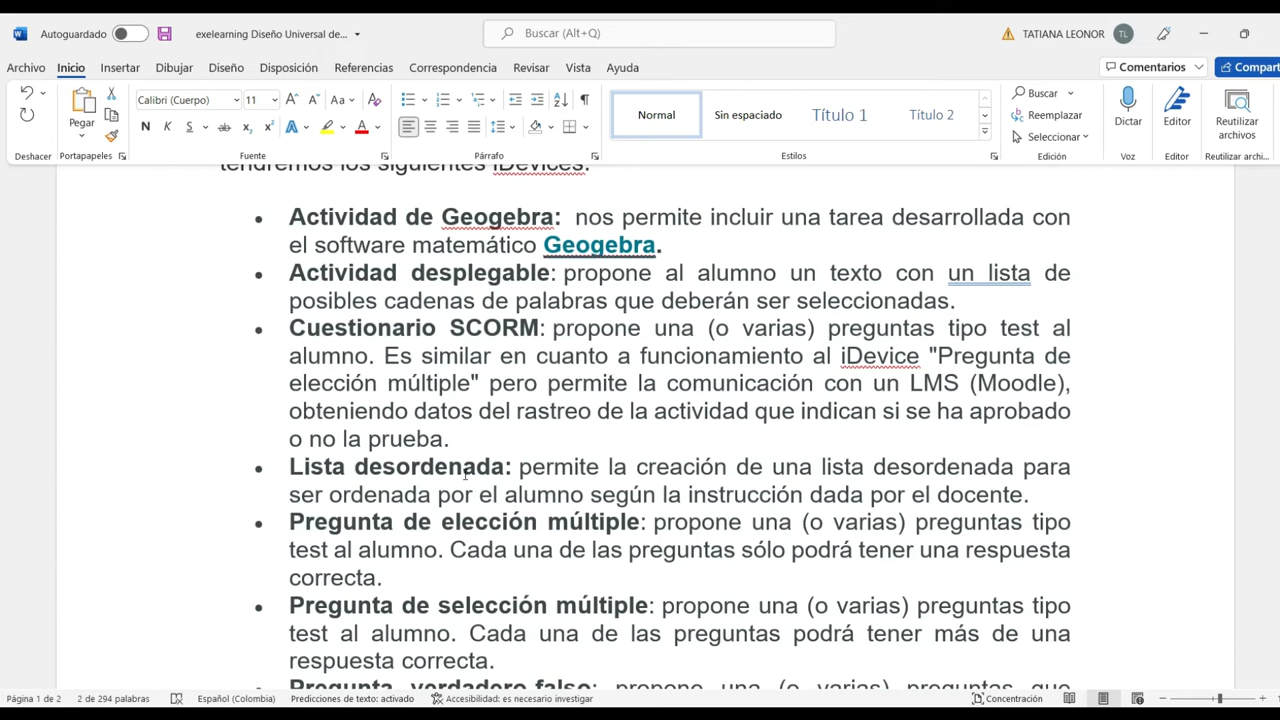 Autoguardado
exelearning Diseño Universal de...
Buscar (Alt+Q)
TATIANA LEONOR
TL
Archivo Inicio Insertar Dibujar Diseño Disposición Referencias Correspondencia Revisar Vista Ayuda
Comentarios
Compart
Pegar
Calibri (Cuerpo) 11
Normal
Sin espaciado
Título 1
Título 2
Buscar
Reemplazar
Seleccionar
Dictar
Editor
Reutilizar archivos
Deshacer Portapapeles Fuente Párrafo Estilos Edición Voz Editor Reutilizar archi...
tendremos los siguientes iDevices:
• Actividad de Geogebra: nos permite incluir una tarea desarrollada con
el software matemático Geogebra.
• Actividad desplegable: propone al alumno un texto con un lista de
posibles cadenas de palabras que deberán ser seleccionadas.
• Cuestionario SCORM: propone una (o varias) preguntas tipo test al
alumno. Es similar en cuanto a funcionamiento al iDevice "Pregunta de
elección múltiple" pero permite la comunicación con un LMS (Moodle),
obteniendo datos del rastreo de la actividad que indican si se ha aprobado
o no la prueba.
• Lista desordenada: permite la creación de una lista desordenada para
ser ordenada por el alumno según la instrucción dada por el docente.
• Pregunta de elección múltiple: propone una (o varias) preguntas tipo
test al alumno. Cada una de las preguntas sólo podrá tener una respuesta
correcta.
• Pregunta de selección múltiple: propone una (o varias) preguntas tipo
test al alumno. Cada una de las preguntas podrá tener más de una
respuesta correcta.
• Pregunta verdadero-falso: propone una (o varias) preguntas que
Página 1 de 2 2 de 294 palabras Español (Colombia) Predicciones de texto: activado Accesibilidad: es necesario investigar Concentración